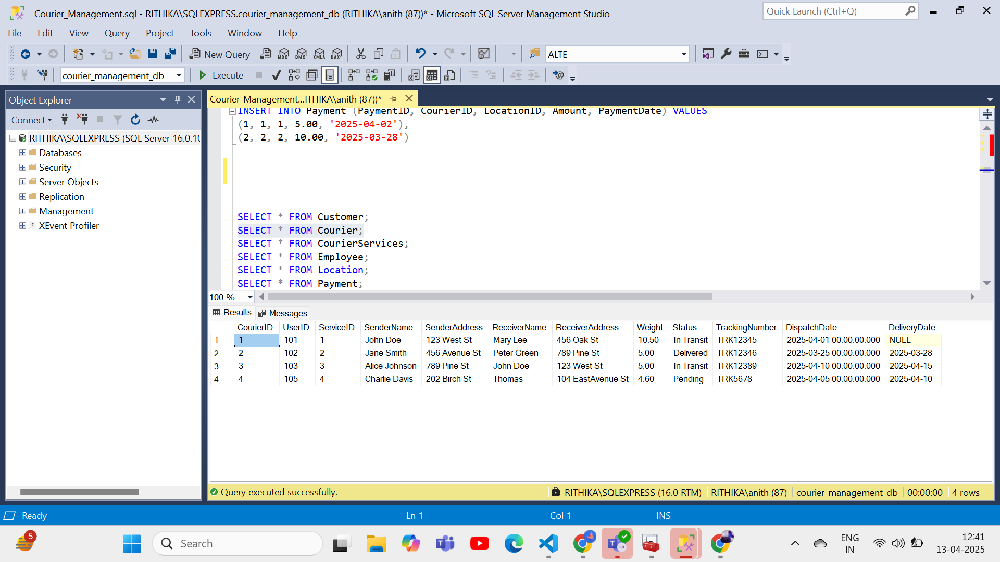 Courier_Management.sql - RITHIKA\SQLEXPRESS.courier_management_db (RITHIKA\anith (87))* - Microsoft SQL Server Management Studio
Quick Launch (Ctrl+Q)
File Edit View Query Project Tools Window Help
New Query MDX DMX XMLA DAX ALTE
courier_management_db Execute
Object Explorer
Connect
RITHIKA\SQLEXPRESS (SQL Server 16.0.10
Databases
Security
Server Objects
Replication
Management
XEvent Profiler
Courier_Management...ITHIKA\anith (87))*
INSERT INTO Payment (PaymentID, CourierID, LocationID, Amount, PaymentDate) VALUES
(1, 1, 1, 5.00, '2025-04-02'),
(2, 2, 2, 10.00, '2025-03-28')
SELECT * FROM Customer;
SELECT * FROM Courier;
SELECT * FROM CourierServices;
SELECT * FROM Employee;
SELECT * FROM Location;
SELECT * FROM Payment;
100 %
Results Messages
CourierID UserID ServiceID SenderName SenderAddress ReceiverName ReceiverAddress Weight Status TrackingNumber DispatchDate DeliveryDate
1 1 101 1 John Doe 123 West St Mary Lee 456 Oak St 10.50 In Transit TRK12345 2025-04-01 00:00:00.000 NULL
2 2 102 2 Jane Smith 456 Avenue St Peter Green 789 Pine St 5.00 Delivered TRK12346 2025-03-25 00:00:00.000 2025-03-28
3 3 103 3 Alice Johnson 789 Pine St John Doe 123 West St 5.00 In Transit TRK12389 2025-04-10 00:00:00.000 2025-04-15
4 4 105 4 Charlie Davis 202 Birch St Thomas 104 EastAvenue St 4.60 Pending TRK5678 2025-04-05 00:00:00.000 2025-04-10
Query executed successfully. RITHIKA\SQLEXPRESS (16.0 RTM) RITHIKA\anith (87) courier_management_db 00:00:00 4 rows
Ready Ln 1 Col 1 INS
5
Search
RR
ENG
IN
12:41
13-04-2025